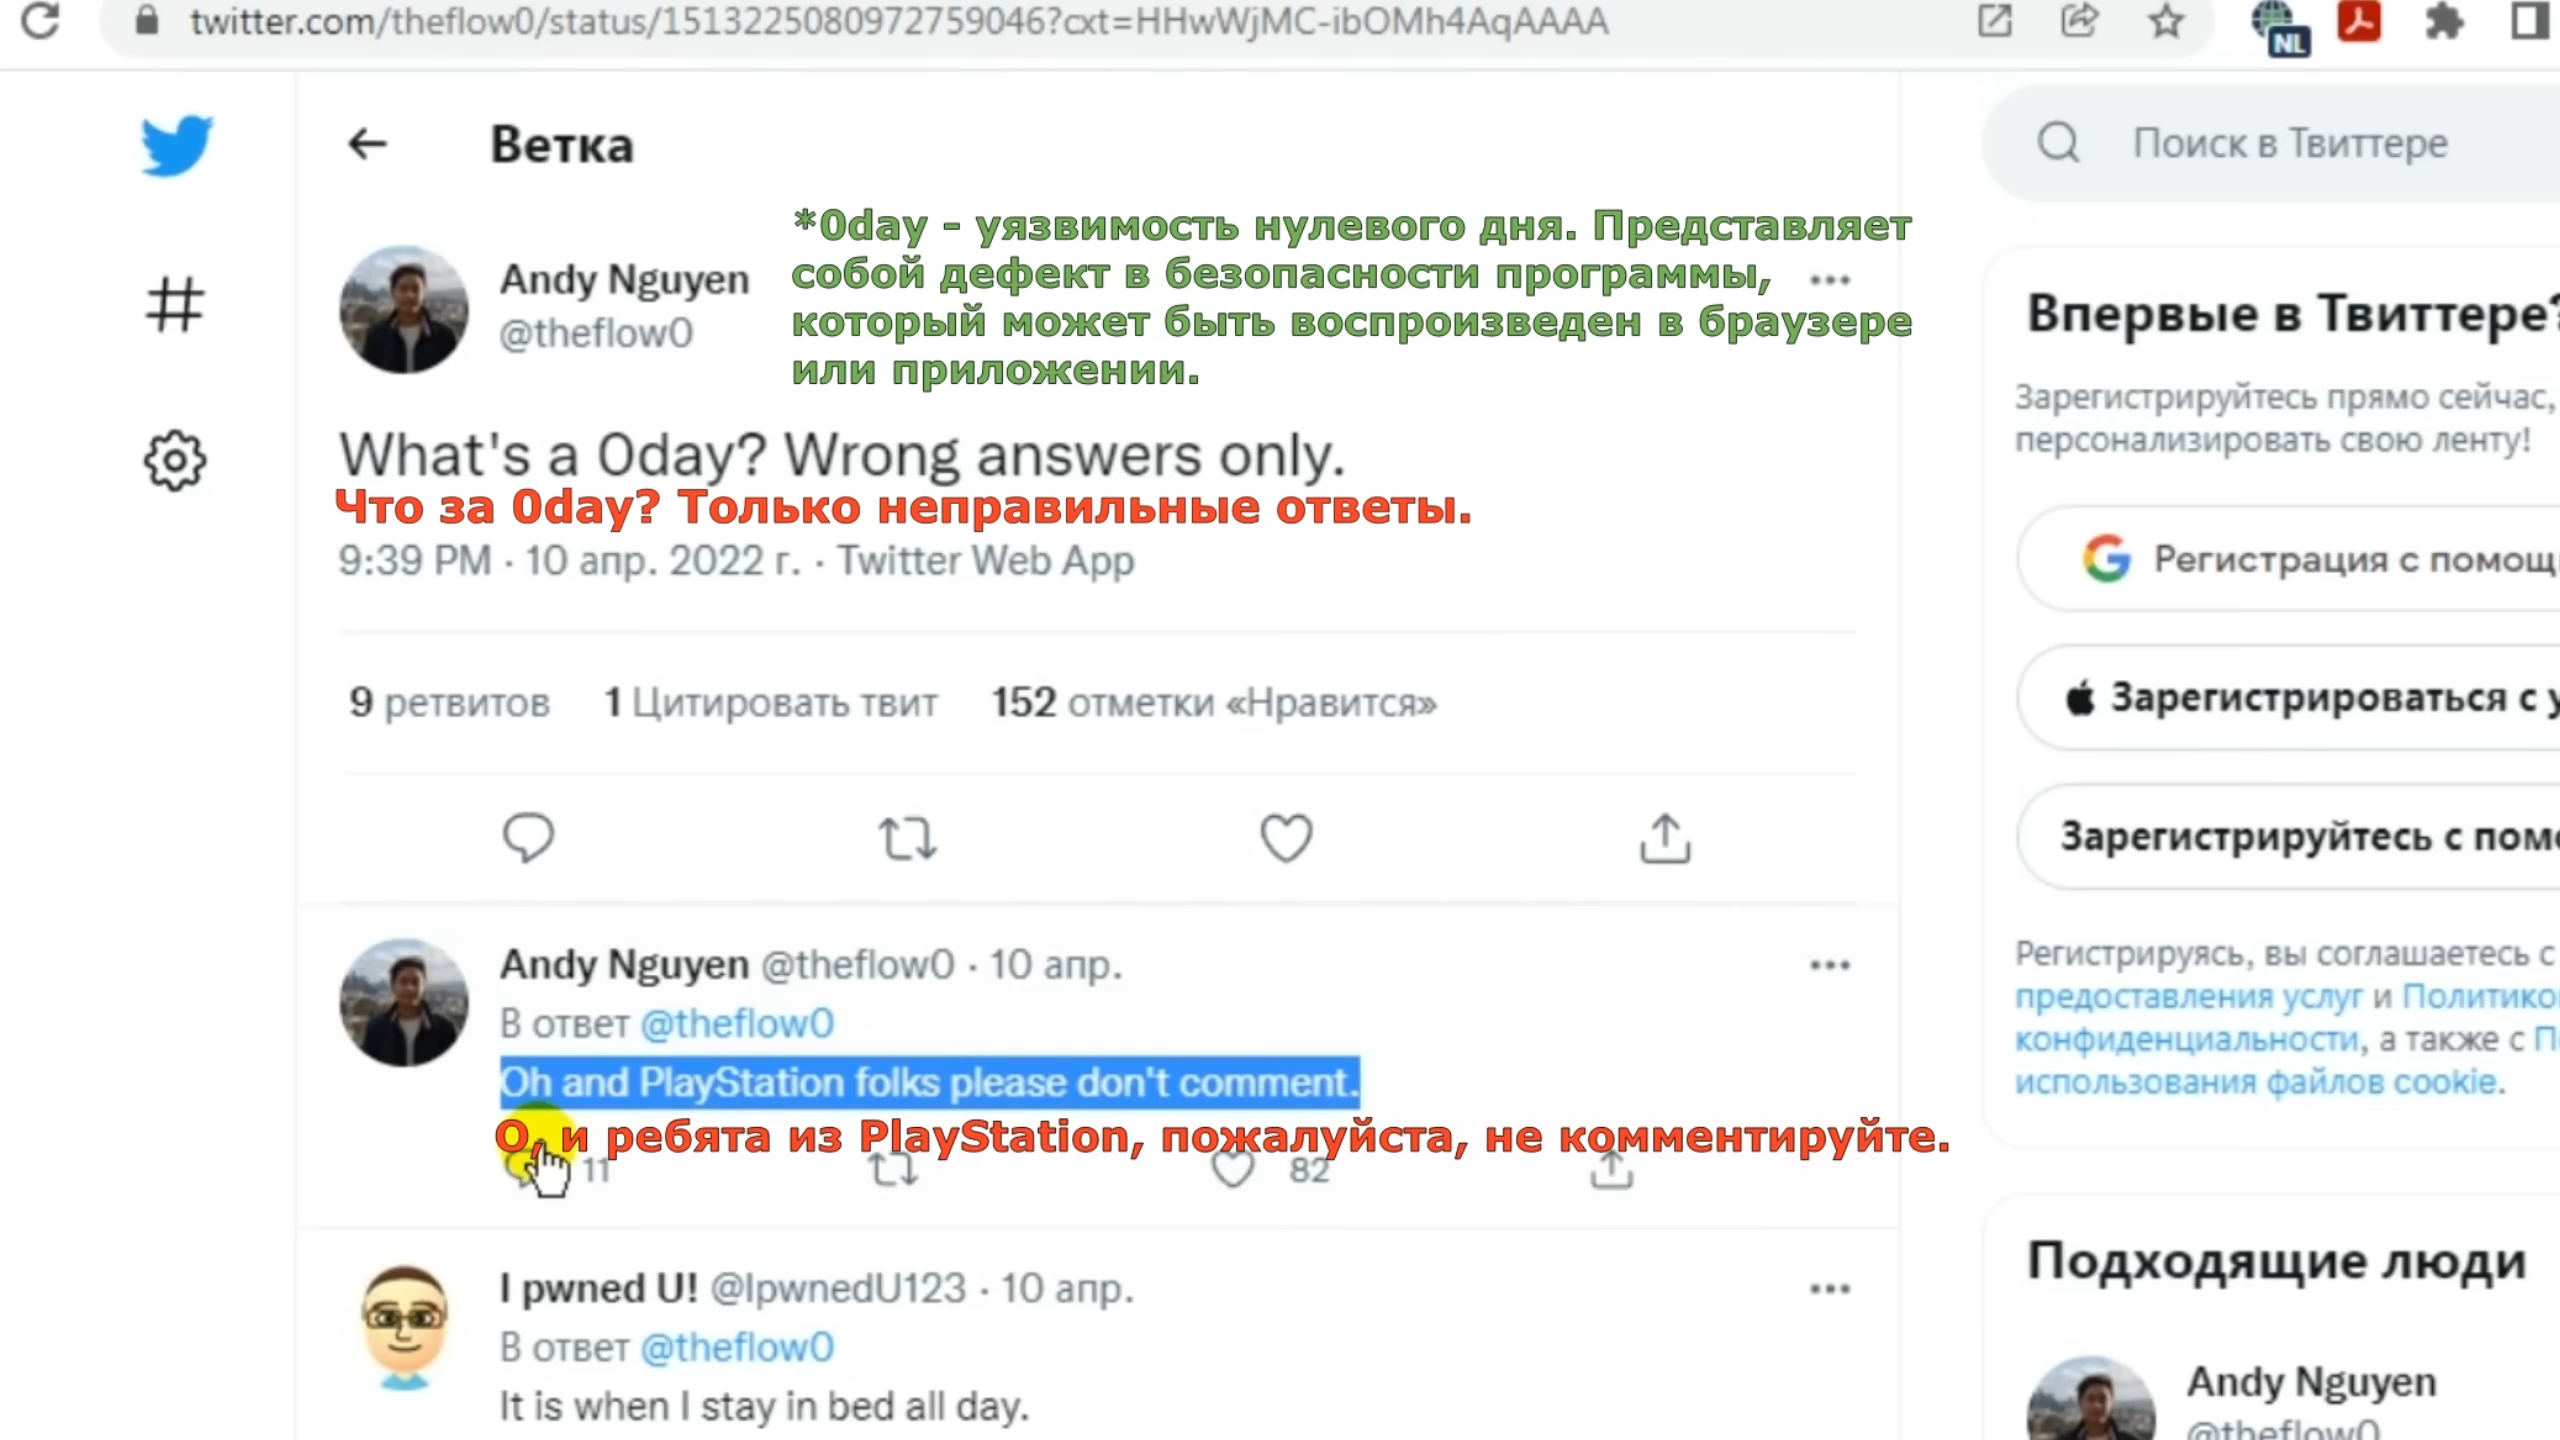 twitter.com/theflow0/status/1513225080972759046?cxt=HHwWjMC-ibOMh4AqAAAA
NL
Ветка
Поиск в Твиттере
*0day - уязвимость нулевого дня. Представляет
собой дефект в безопасности программы,
который может быть воспроизведен в браузере
или приложении.
Andy Nguyen
@theflow0
What's a 0day? Wrong answers only.
Что за 0day? Только неправильные ответы.
9:39 PM · 10 апр. 2022 г. · Twitter Web App
9 ретвитов 1 Цитировать твит 152 отметки «Нравится»
Andy Nguyen @theflow0 · 10 апр.
В ответ @theflow0
Oh and PlayStation folks please don't comment.
О, и ребята из PlayStation, пожалуйста, не комментируйте.
11 82
I pwned U! @IpwnedU123 · 10 апр.
В ответ @theflow0
It is when I stay in bed all day.
Впервые в Твиттере?
Зарегистрируйтесь прямо сейчас,
персонализировать свою ленту!
Регистрация с
Зарегистрироваться с
Зарегистрируйтесь с
Регистрируясь, вы соглашаетесь с
предоставления услуг и
конфиденциальности, а также с
использования файлов cookie.
Подходящие люди
Andy Nguyen
@theflow0